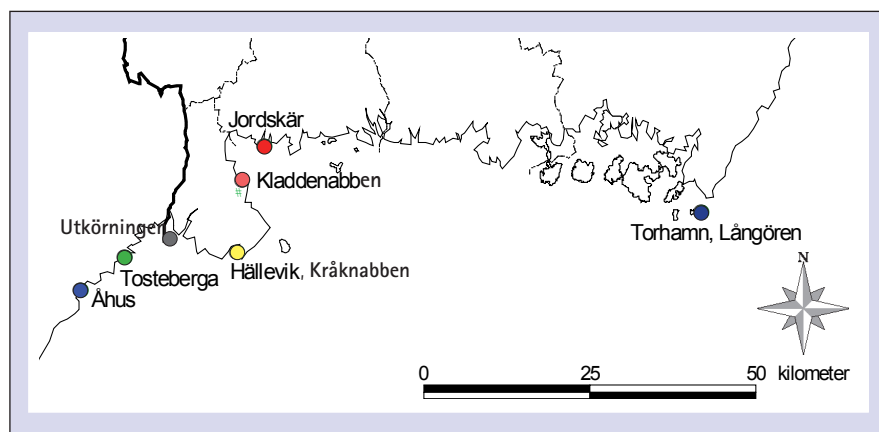 Jordskär
Kladdenabben
Utkörningen
Torhamn, Långören
Tosteberga
Hällevik, Kråknabben
Åhus
N
0 25 50 kilometer